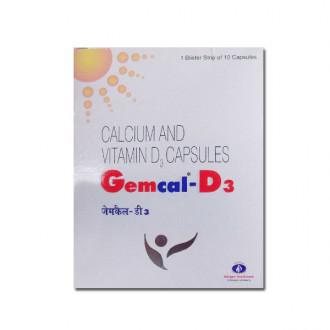 1 Blister Strip of 10 Capsules
CALCIUM AND
VITAMIN D3 CAPSULES
Gemcal®-D3
जेमकैल-डी 3